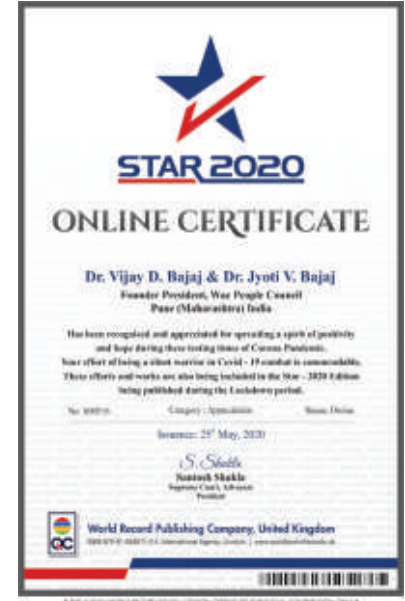 STAR 2020
ONLINE CERTIFICATE
Dr. Vijay D. Bajaj & Dr. Jyoti V. Bajaj
Founder President, Wae People Council
Pune (Maharashtra) India
Has been recognised and appreciated for spreading a spirit of positivity
and hope during these testing times of Corona Pandemic.
Your effort of being a silent warrior in Covid - 19 combat is commendable.
These efforts and works are also being included in the Star - 2020 Edition
being published during the Lockdown period.
Category : Appreciation
Issuance: 25th May, 2020
S. Shukla
Santosh Shukla
Supreme Court, Advocate
President
QC
World Record Publishing Company, United Kingdom